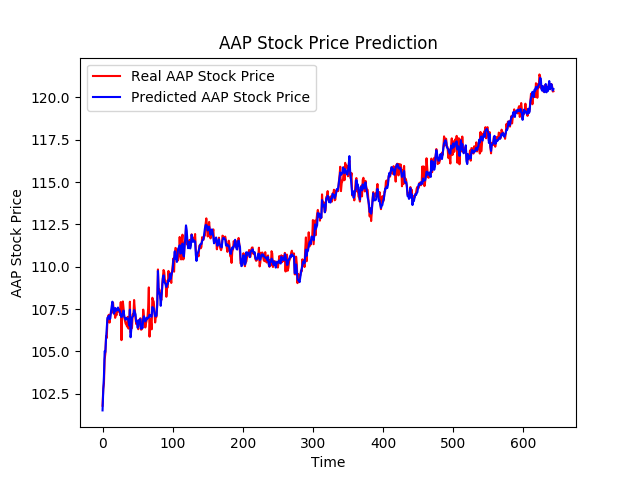 AAP Stock Price Prediction
Real AAP Stock Price
Predicted AAP Stock Price
120.0
117.5
115.0
112.5
110.0
107.5
105.0
102.5
AAP Stock Price
0 100 200 300 400 500 600
Time